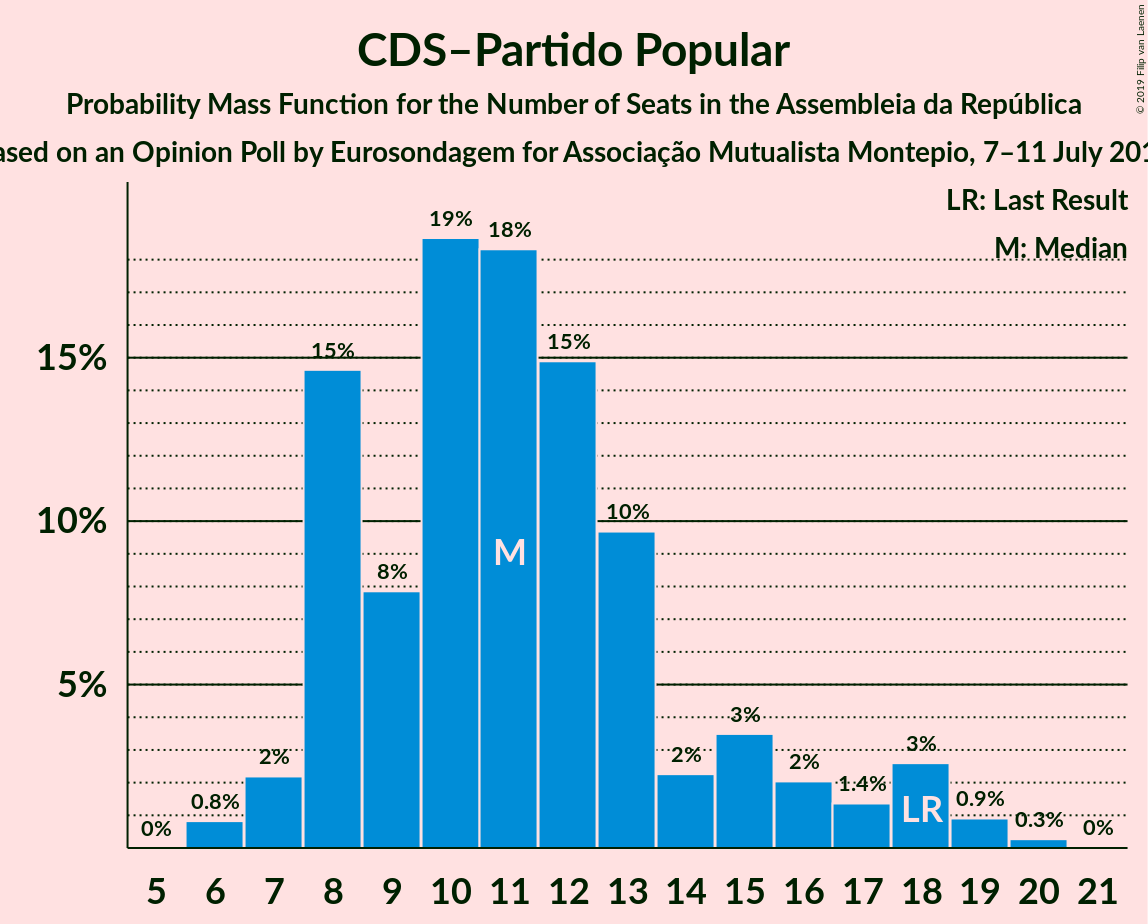 CDS–Partido Popular
Probability Mass Function for the Number of Seats in the Assembleia da República
on an Opinion Poll by Eurosondagem for Associação Mutualista Montepio, 7–11 July
© 2019 Filip van Laenen
LR: Last Result
M: Median
15%
10%
5%
0%
0.8%
2%
15%
8%
19%
18%
15%
10%
2%
3%
2%
1.4%
3%
0.9%
0.3%
0%
M
LR
5 6 7 8 9 10 11 12 13 14 15 16 17 18 19 20 21